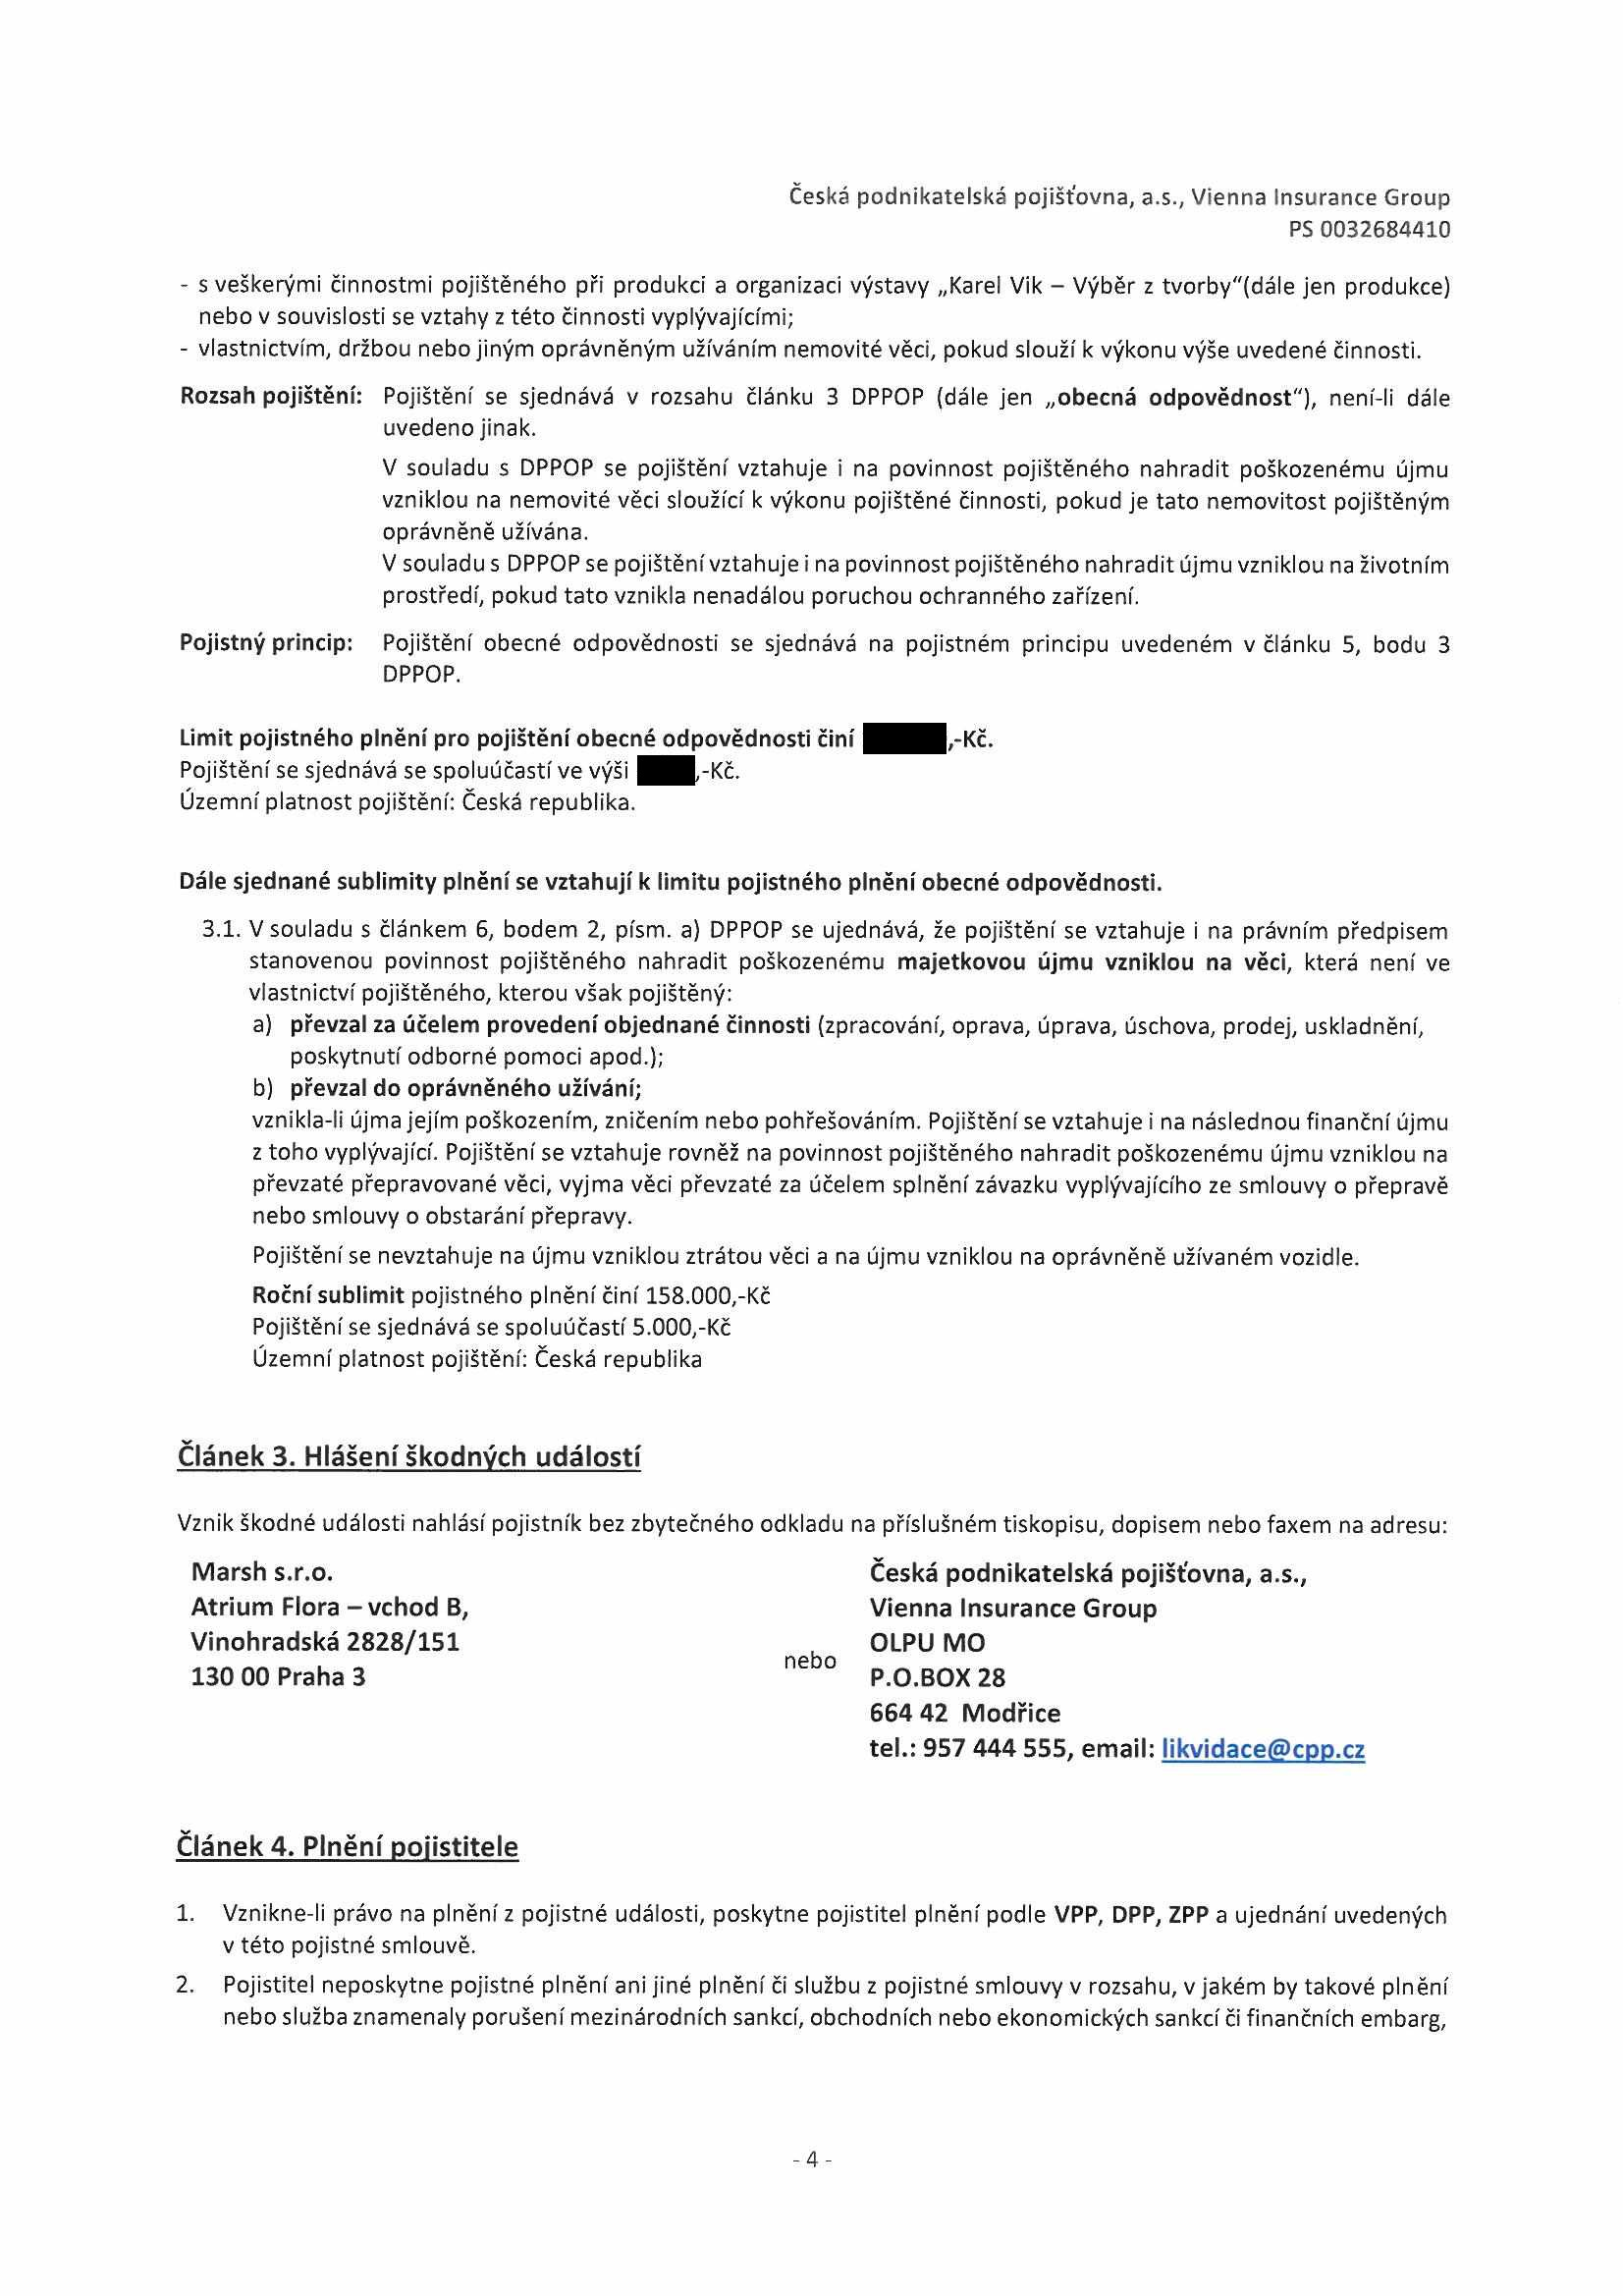 Česká podnikatelská pojišťovna, a.s., Vienna Insurance Group
PS 0032684410
- s veškerými činnostmi pojištěného při produkci a organizaci výstavy „Karel Vik – Výběr z tvorby“(dále jen produkce)
nebo v souvislosti se vztahy z této činnosti vyplývajícími;
- vlastnictvím, držbou nebo jiným oprávněným užíváním nemovité věci, pokud slouží k výkonu výše uvedené činnosti.
Rozsah pojištění: Pojištění se sjednává v rozsahu článku 3 DPPOP (dále jen „obecná odpovědnost“), není-li dále
uvedeno jinak.
V souladu s DPPOP se pojištění vztahuje i na povinnost pojištěného nahradit poškozenému újmu
vzniklou na nemovité věci sloužící k výkonu pojištěné činnosti, pokud je tato nemovitost pojištěným
oprávněně užívána.
V souladu s DPPOP se pojištění vztahuje i na povinnost pojištěného nahradit újmu vzniklou na životním
prostředí, pokud tato vznikla nenadálou poruchou ochranného zařízení.
Pojistný princip: Pojištění obecné odpovědnosti se sjednává na pojistném principu uvedeném v článku 5, bodu 3
DPPOP.
Limit pojistného plnění pro pojištění obecné odpovědnosti činí ,-Kč.
Pojištění se sjednává se spoluúčastí ve výši ,-Kč.
Územní platnost pojištění: Česká republika.
Dále sjednané sublimity plnění se vztahují k limitu pojistného plnění obecné odpovědnosti.
3.1. V souladu s článkem 6, bodem 2, písm. a) DPPOP se ujednává, že pojištění se vztahuje i na právním předpisem
stanovenou povinnost pojištěného nahradit poškozenému majetkovou újmu vzniklou na věci, která není ve
vlastnictví pojištěného, kterou však pojištěný:
a) převzal za účelem provedení objednané činnosti (zpracování, oprava, úprava, úschova, prodej, uskladnění,
poskytnutí odborné pomoci apod.);
b) převzal do oprávněného užívání;
vznikla-li újma jejím poškozením, zničením nebo pohřešováním. Pojištění se vztahuje i na následnou finanční újmu
z toho vyplývající. Pojištění se vztahuje rovněž na povinnost pojištěného nahradit poškozenému újmu vzniklou na
převzaté přepravované věci, vyjma věci převzaté za účelem splnění závazku vyplývajícího ze smlouvy o přepravě
nebo smlouvy o obstarání přepravy.
Pojištění se nevztahuje na újmu vzniklou ztrátou věci a na újmu vzniklou na oprávněně užívaném vozidle.
Roční sublimit pojistného plnění činí 158.000,-Kč
Pojištění se sjednává se spoluúčastí 5.000,-Kč
Územní platnost pojištění: Česká republika
Článek 3. Hlášení škodných událostí
Vznik škodné události nahlásí pojistník bez zbytečného odkladu na příslušném tiskopisu, dopisem nebo faxem na adresu:
Marsh s.r.o.
Atrium Flora – vchod B,
Vinohradská 2828/151
130 00 Praha 3
nebo
Česká podnikatelská pojišťovna, a.s.,
Vienna Insurance Group
OLPU MO
P.O.BOX 28
664 42 Modřice
tel.: 957 444 555, email: likvidace@cpp.cz
Článek 4. Plnění pojistitele
1. Vznikne-li právo na plnění z pojistné události, poskytne pojistitel plnění podle VPP, DPP, ZPP a ujednání uvedených
v této pojistné smlouvě.
2. Pojistitel neposkytne pojistné plnění ani jiné plnění či službu z pojistné smlouvy v rozsahu, v jakém by takové plnění
nebo služba znamenaly porušení mezinárodních sankcí, obchodních nebo ekonomických sankcí či finančních embarg,
- 4 -